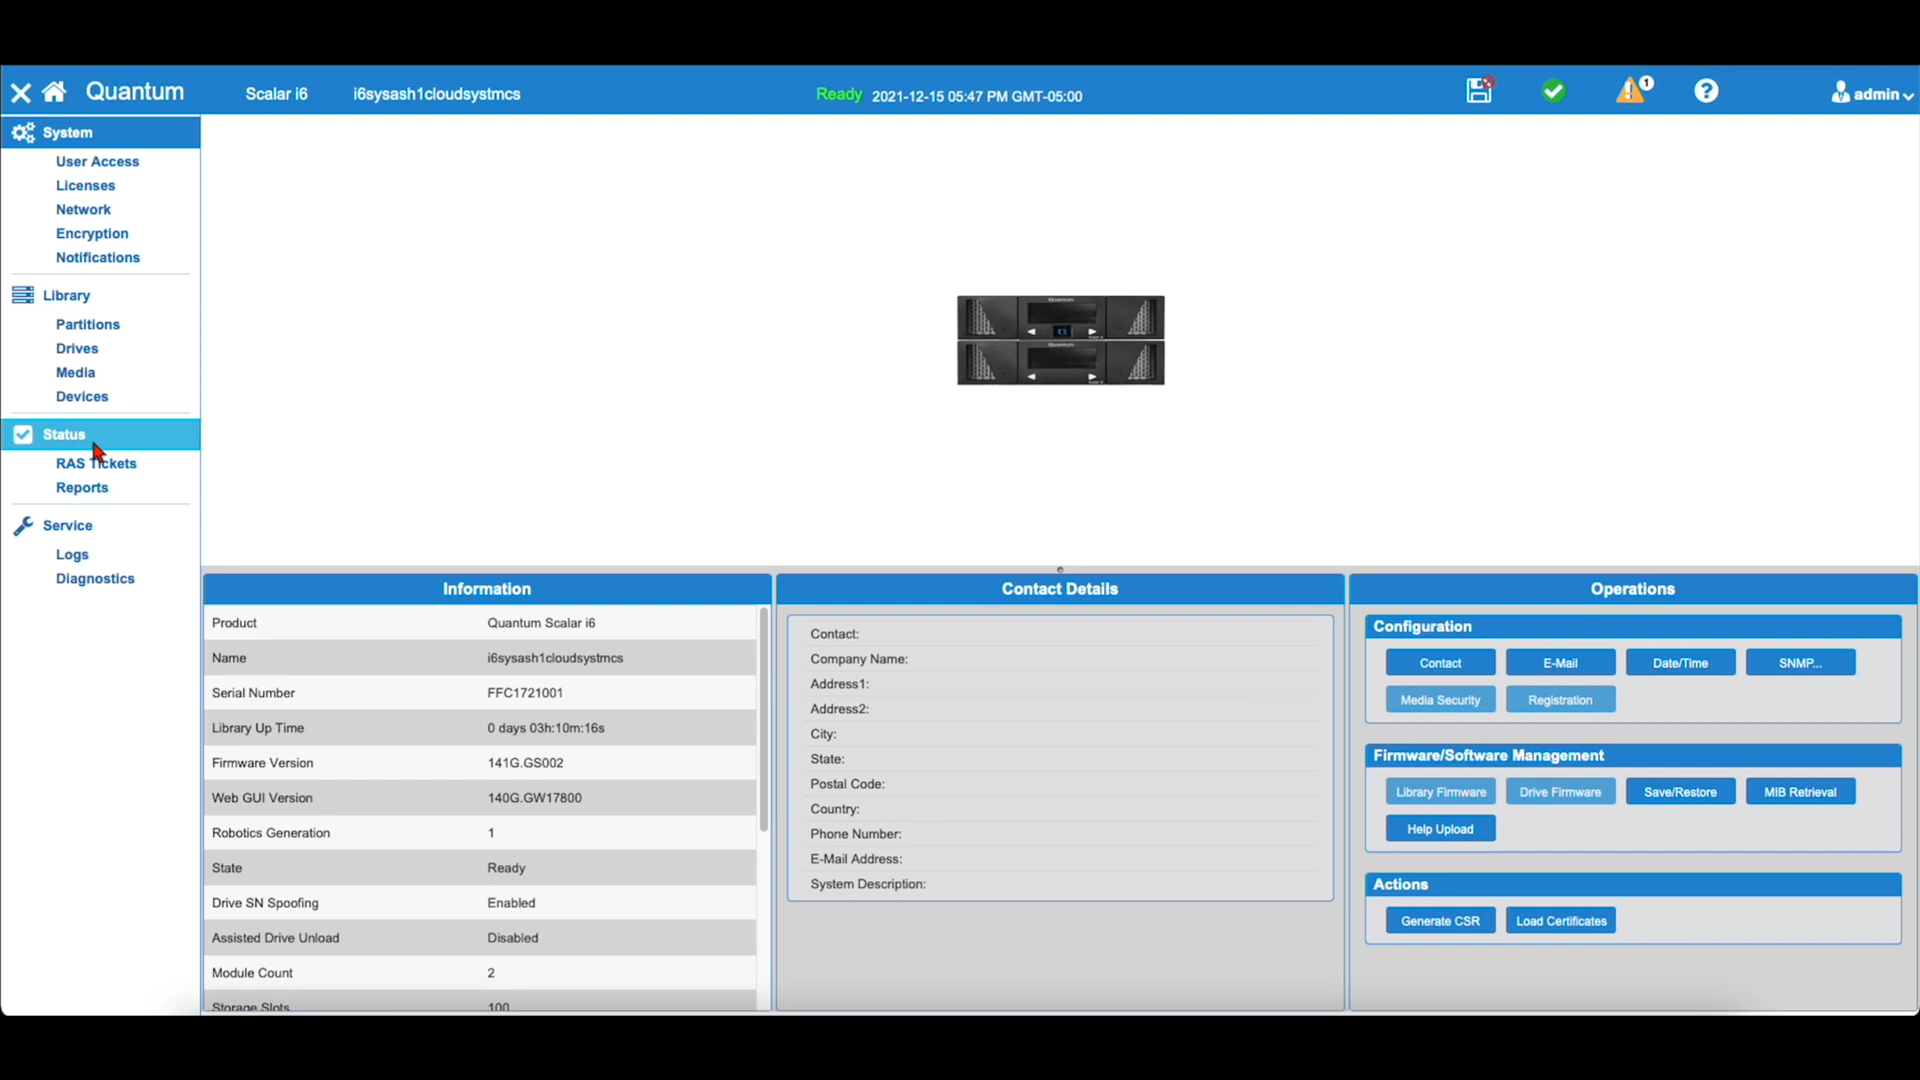 Quantum Scalar i6 i6sysash1cloudsystmcs Ready 2021-12-15 05:47 PM GMT-05:00 1 ? admin
System
User Access
Licenses
Network
Encryption
Notifications
Library
Partitions
Drives
Media
Devices
Status
RAS Tickets
Reports
Service
Logs
Diagnostics
Quantum
Quantum
Information
Product Quantum Scalar i6
Name i6sysash1cloudsystmcs
Serial Number FFC1721001
Library Up Time 0 days 03h:10m:16s
Firmware Version 141G.GS002
Web GUI Version 140G.GW17800
Robotics Generation 1
State Ready
Drive SN Spoofing Enabled
Assisted Drive Unload Disabled
Module Count 2
Storage Slots 100
Contact Details
Contact:
Company Name:
Address1:
Address2:
City:
State:
Postal Code:
Country:
Phone Number:
E-Mail Address:
System Description:
Operations
Configuration
Contact E-Mail Date/Time SNMP...
Media Security Registration
Firmware/Software Management
Library Firmware Drive Firmware Save/Restore MIB Retrieval
Help Upload
Actions
Generate CSR Load Certificates